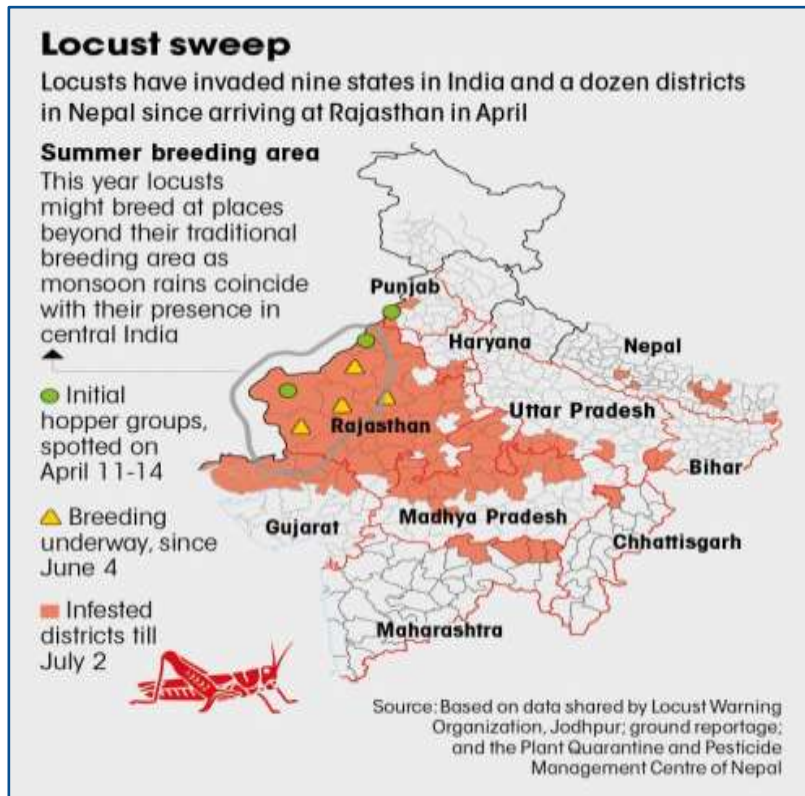 Locust sweep
Locusts have invaded nine states in India and a dozen districts
in Nepal since arriving at Rajasthan in April
Summer breeding area
This year locusts
might breed at places
beyond their traditional
breeding area as
monsoon rains coincide
with their presence in
central India
Initial
hopper groups,
spotted on
April 11-14
Breeding
underway, since
June 4
Infested
districts till
July 2
Punjab
Haryana
Nepal
Uttar Pradesh
Rajasthan
Bihar
Gujarat
Madhya Pradesh
Chhattisgarh
Maharashtra
Source: Based on data shared by Locust Warning
Organization, Jodhpur; ground reportage;
and the Plant Quarantine and Pesticide
Management Centre of Nepal